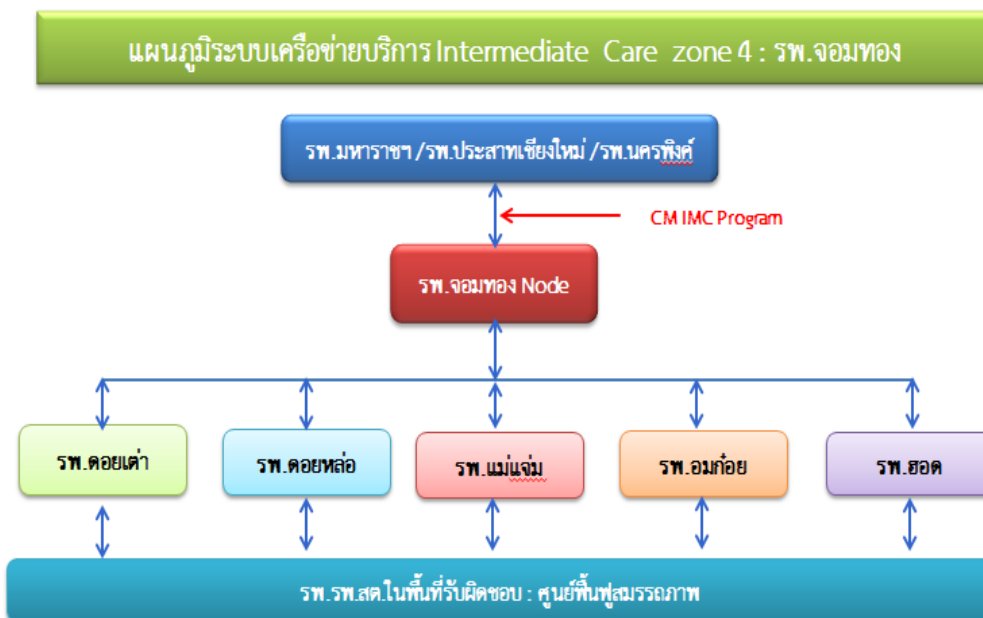 แผนภูมิระบบเครือข่ายบริการ Intermediate Care zone 4 : รพ.จอมทอง
รพ.มหาราชฯ /รพ.ประสาทเชียงใหม่ /รพ.นครพิงค์
CM IMC Program
รพ.จอมทอง Node
รพ.ดอยเต่า
รพ.ดอยหล่อ
รพ.แม่แจ่ม
รพ.อมก๋อย
รพ.ฮอด
รพ.รพ.สต.ในพื้นที่รับผิดชอบ : ศูนย์ฟื้นฟูสมรรถภาพ